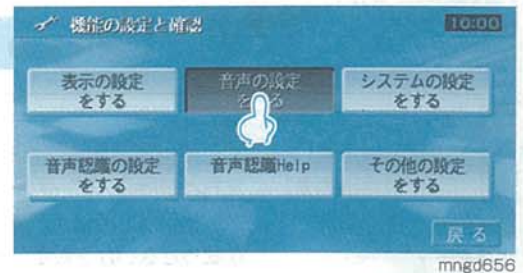 機能の設定と確認
10:00
表示の設定
をする
音声の設定
をする
システムの設定
をする
音声認識の設定
をする
音声認識Help
その他の設定
をする
戻る
mngd656